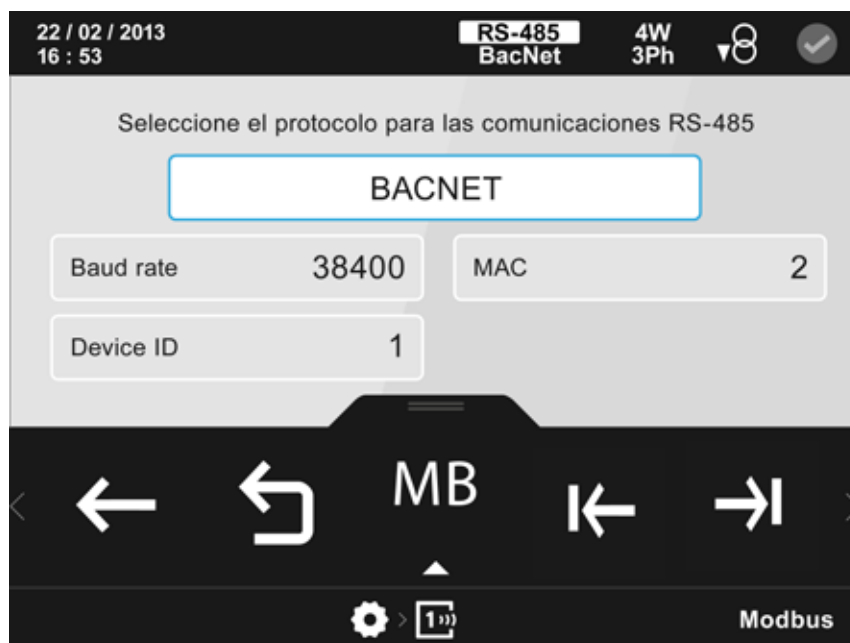 22 / 02 / 2013
16 : 53
RS-485
BacNet
4W
3Ph
Seleccione el protocolo para las comunicaciones RS-485
BACNET
Baud rate 38400
MAC 2
Device ID 1
MB
1
Modbus